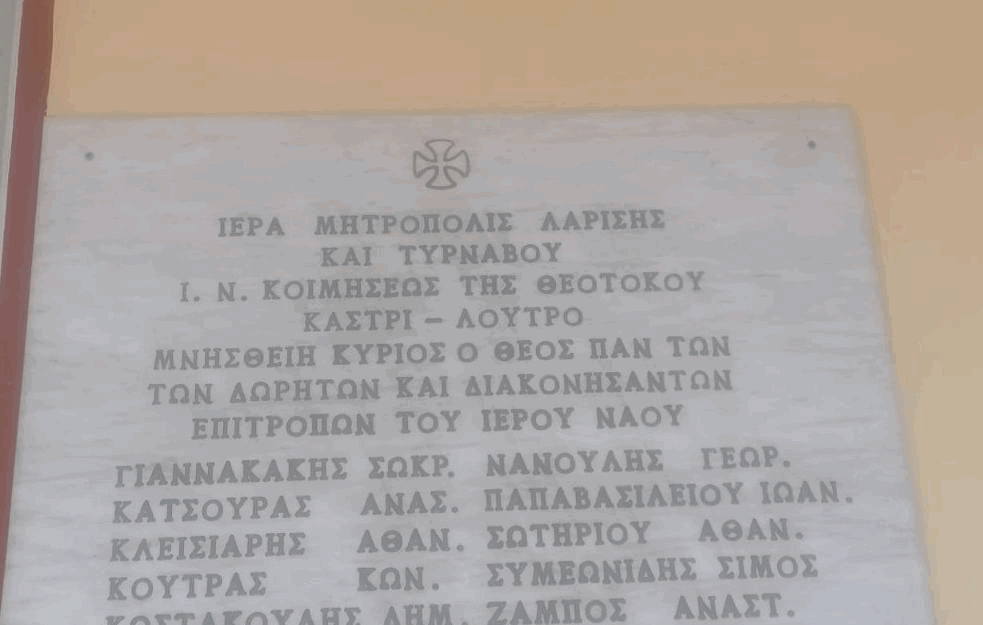 ΙΕΡΑ ΜΗΤΡΟΠΟΛΙΣ ΛΑΡΙΣΗΣ
ΚΑΙ ΤΥΡΝΑΒΟΥ
Ι. Ν. ΚΟΙΜΗΣΕΩΣ ΤΗΣ ΘΕΟΤΟΚΟΥ
ΚΑΣΤΡΙ – ΛΟΥΤΡΟ
ΜΝΗΣΘΕΙΗ ΚΥΡΙΟΣ Ο ΘΕΟΣ ΠΑΝ ΤΩΝ
ΤΩΝ ΔΩΡΗΤΩΝ ΚΑΙ ΔΙΑΚΟΝΗΣΑΝΤΩΝ
ΕΠΙΤΡΟΠΩΝ ΤΟΥ ΙΕΡΟΥ ΝΑΟΥ
ΓΙΑΝΝΑΚΑΚΗΣ ΣΩΚΡ. ΝΑΝΟΥΛΗΣ ΓΕΩΡ.
ΚΑΤΣΟΥΡΑΣ ΑΝΑΣ. ΠΑΠΑΒΑΣΙΛΕΙΟΥ ΙΩΑΝ.
ΚΛΕΙΣΙΑΡΗΣ ΑΘΑΝ. ΣΩΤΗΡΙΟΥ ΑΘΑΝ.
ΚΟΥΤΡΑΣ ΚΩΝ. ΣΥΜΕΩΝΙΔΗΣ ΣΙΜΟΣ
ΚΩΣΤΑΚΟΥΛΗΣ ΔΗΜ. ΖΑΜΠΟΣ ΑΝΑΣΤ.